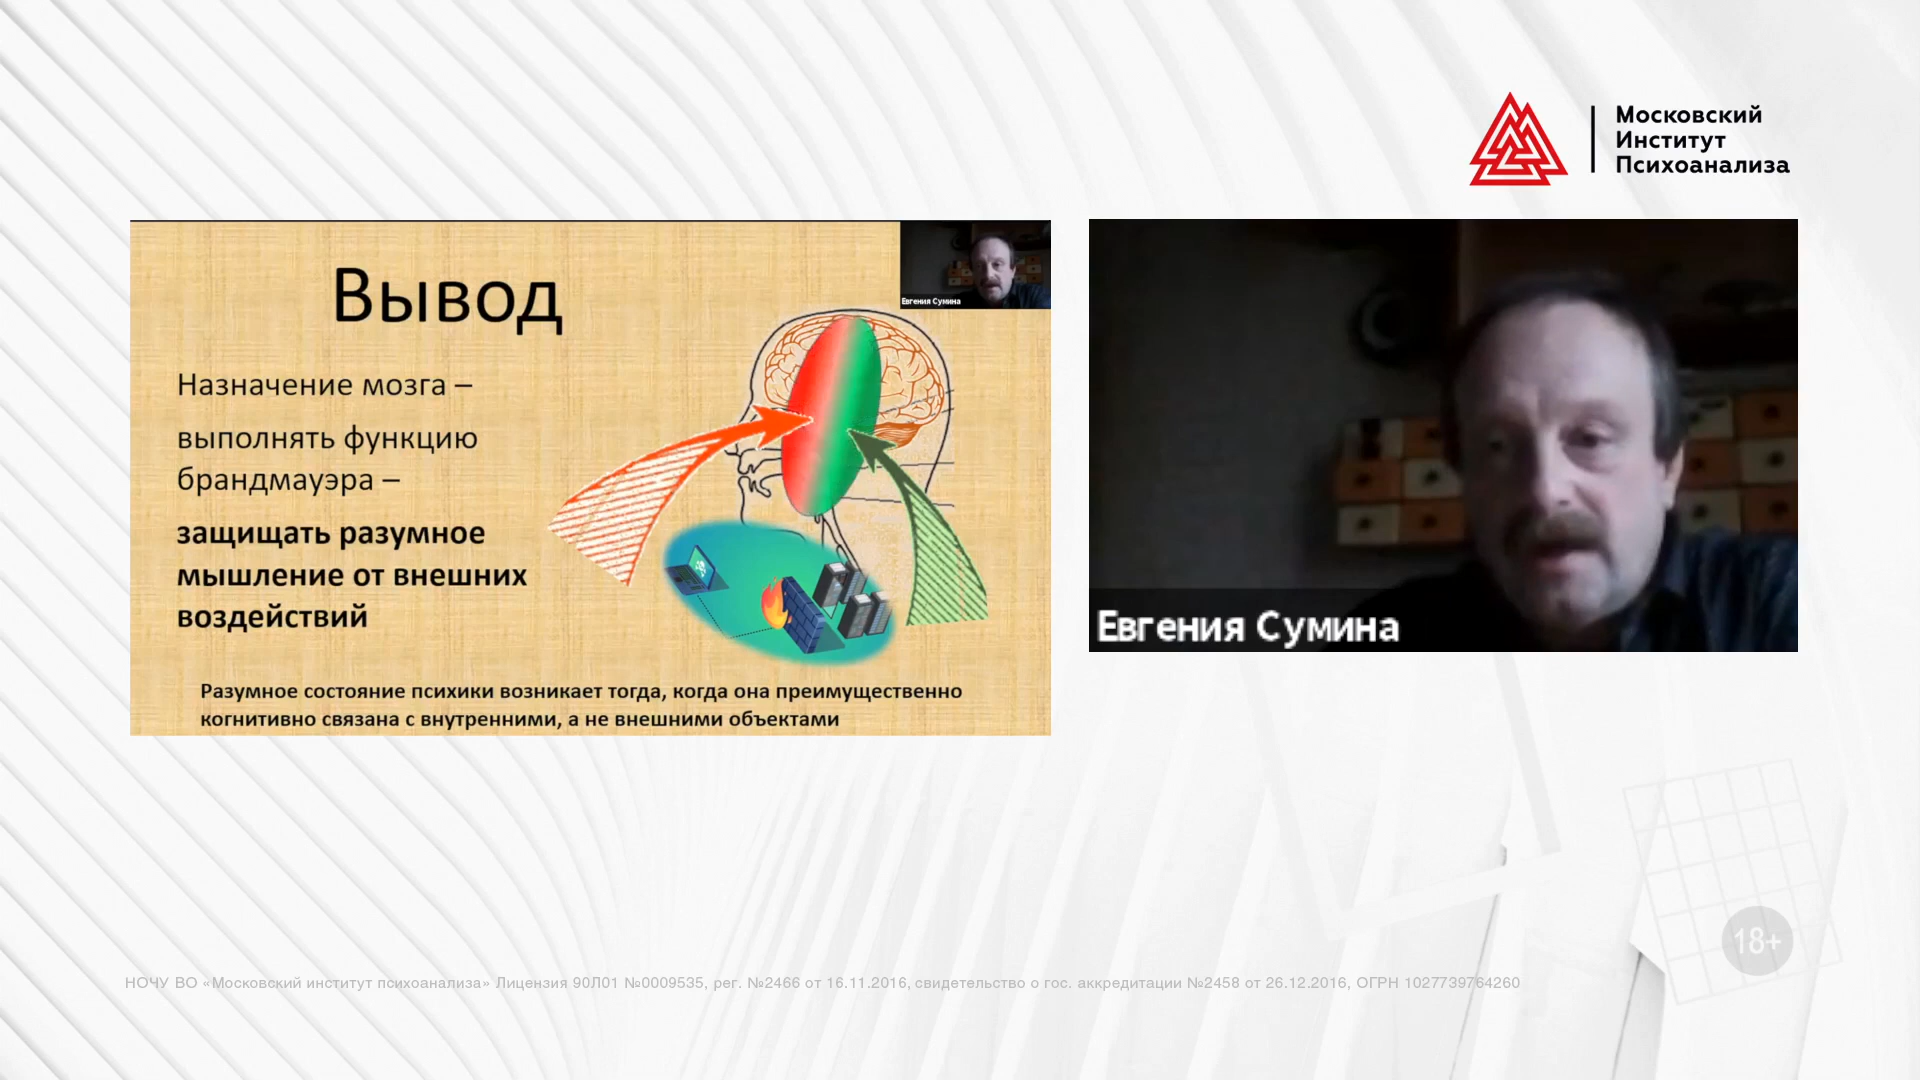 Московский
Институт
Психоанализа
Вывод
Евгения Сумина
Назначение мозга –
выполнять функцию
брандмауэра –
защищать разумное
мышление от внешних
воздействий
Разумное состояние психики возникает тогда, когда она преимущественно
когнитивно связана с внутренними, а не внешними объектами
Евгения Сумина
18+
НОЧУ ВО «Московский институт психоанализа» Лицензия 90Л01 №0009535, рег. №2466 от 16.11.2016, свидетельство о гос. аккредитации №2458 от 26.12.2016, ОГРН 1027739764260